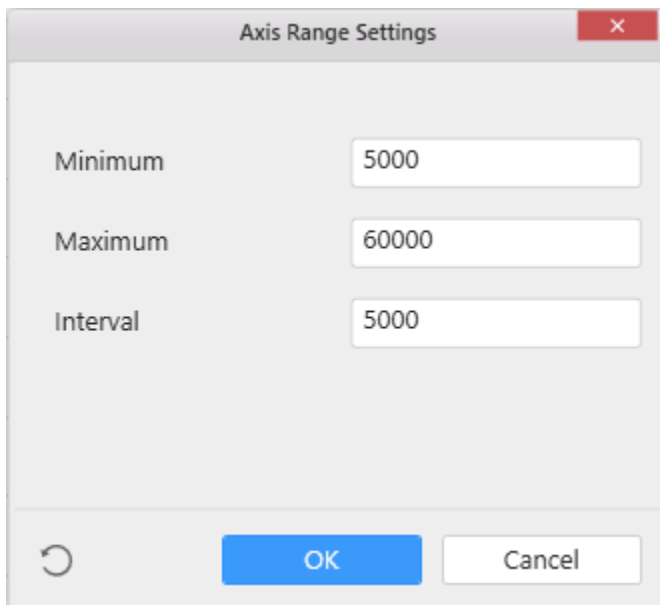 Axis Range Settings
Minimum 5000
Maximum 60000
Interval 5000
OK Cancel